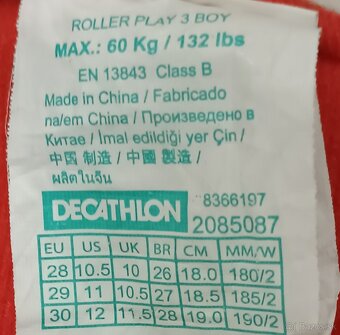 ROLLER PLAY 3 BOY
MAX.: 60 Kg / 132 lbs
EN 13843 Class B
Made in China / Fabricado
na/em China / Произведено в
Китае / İmal edildiği yer Çin /
中国 制造 / 中國 製造 /
ผลิตในจีน
DECATHLON
8366197
2085087
EU US UK BR CM MM/W
28 10.5 10 26 18.0 180/2
29 11 10.5 27 18.5 185/2
30 12 11.5 28 19.0 190/2